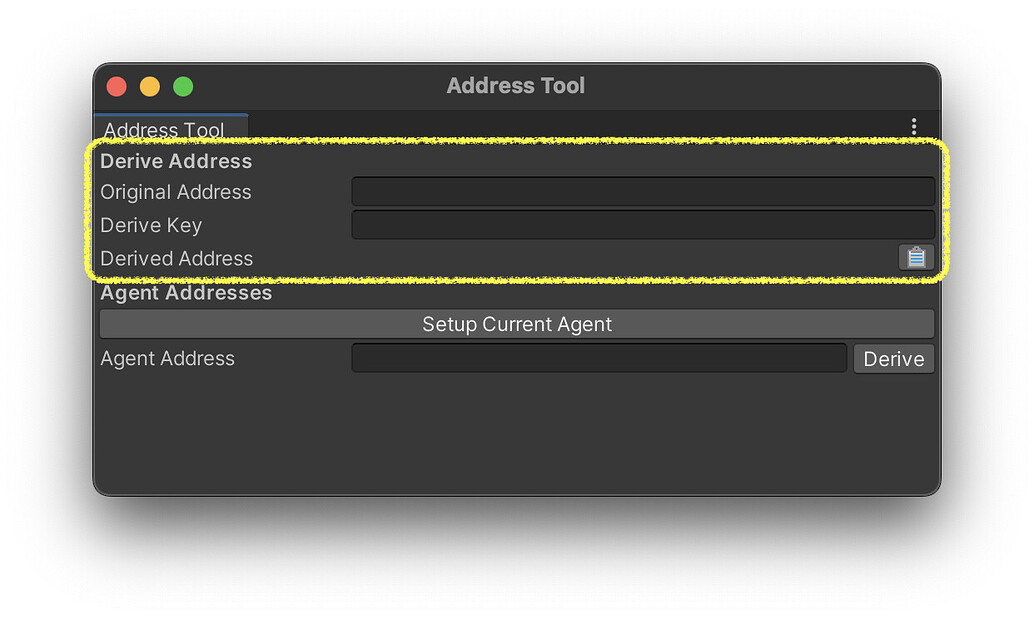 Address Tool
Address Tool
Derive Address
Original Address
Derive Key
Derived Address
Agent Addresses
Setup Current Agent
Agent Address Derive